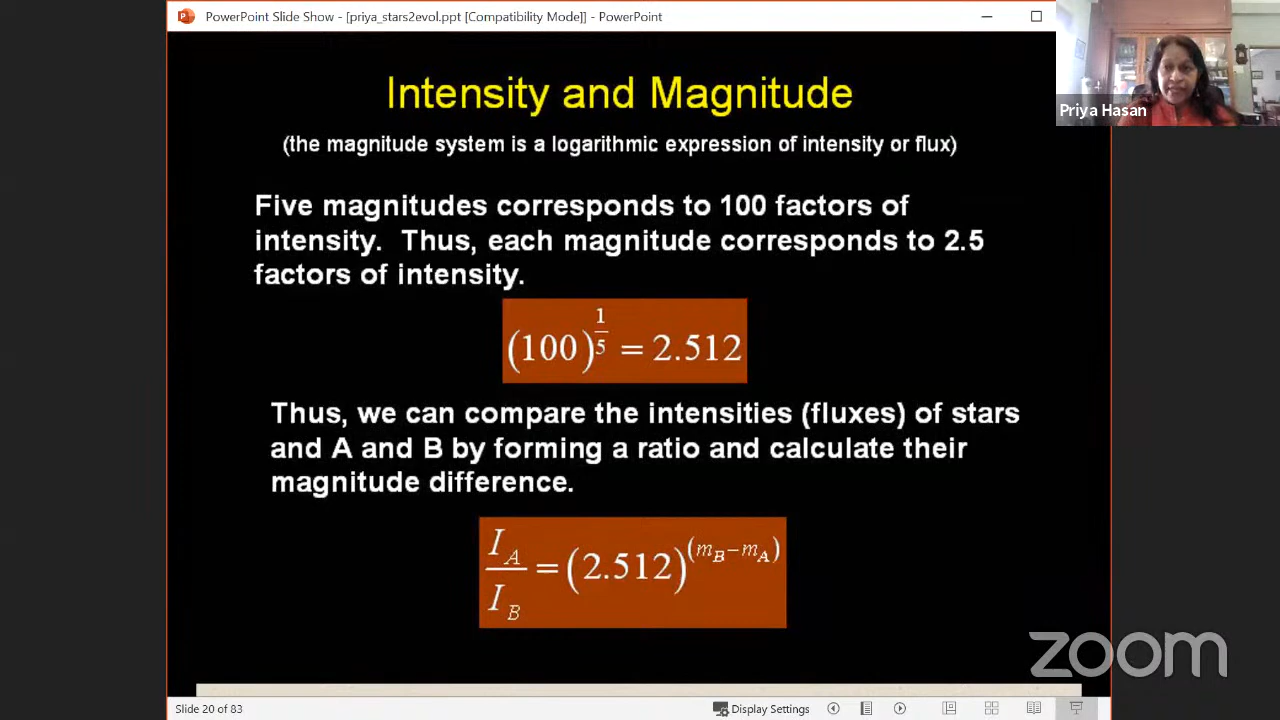 PowerPoint Slide Show - [priya_stars2evol.ppt [Compatibility Mode]] - PowerPoint
Priya Hasan
Intensity and Magnitude
(the magnitude system is a logarithmic expression of intensity or flux)
Five magnitudes corresponds to 100 factors of
intensity. Thus, each magnitude corresponds to 2.5
factors of intensity.
(100)^(1/5) = 2.512
Thus, we can compare the intensities (fluxes) of stars
and A and B by forming a ratio and calculate their
magnitude difference.
I_A/I_B = (2.512)^(m_B−m_A)
zoom
Slide 20 of 83
Display Settings